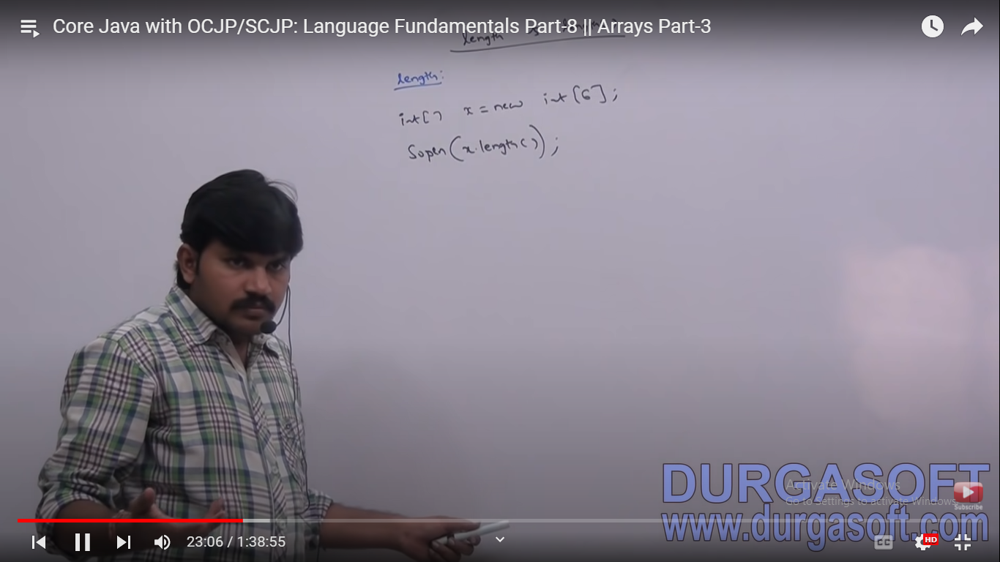 Core Java with OCJP/SCJP: Language Fundamentals Part-8 || Arrays Part-3
length
length:
int[] x = new int[6];
Sopln(x.length());
DURGASOFT
Activate Windows
Go to Settings to activate Windows.
Subscribe
www.durgasoft.com
23:06 / 1:38:55
CC
HD